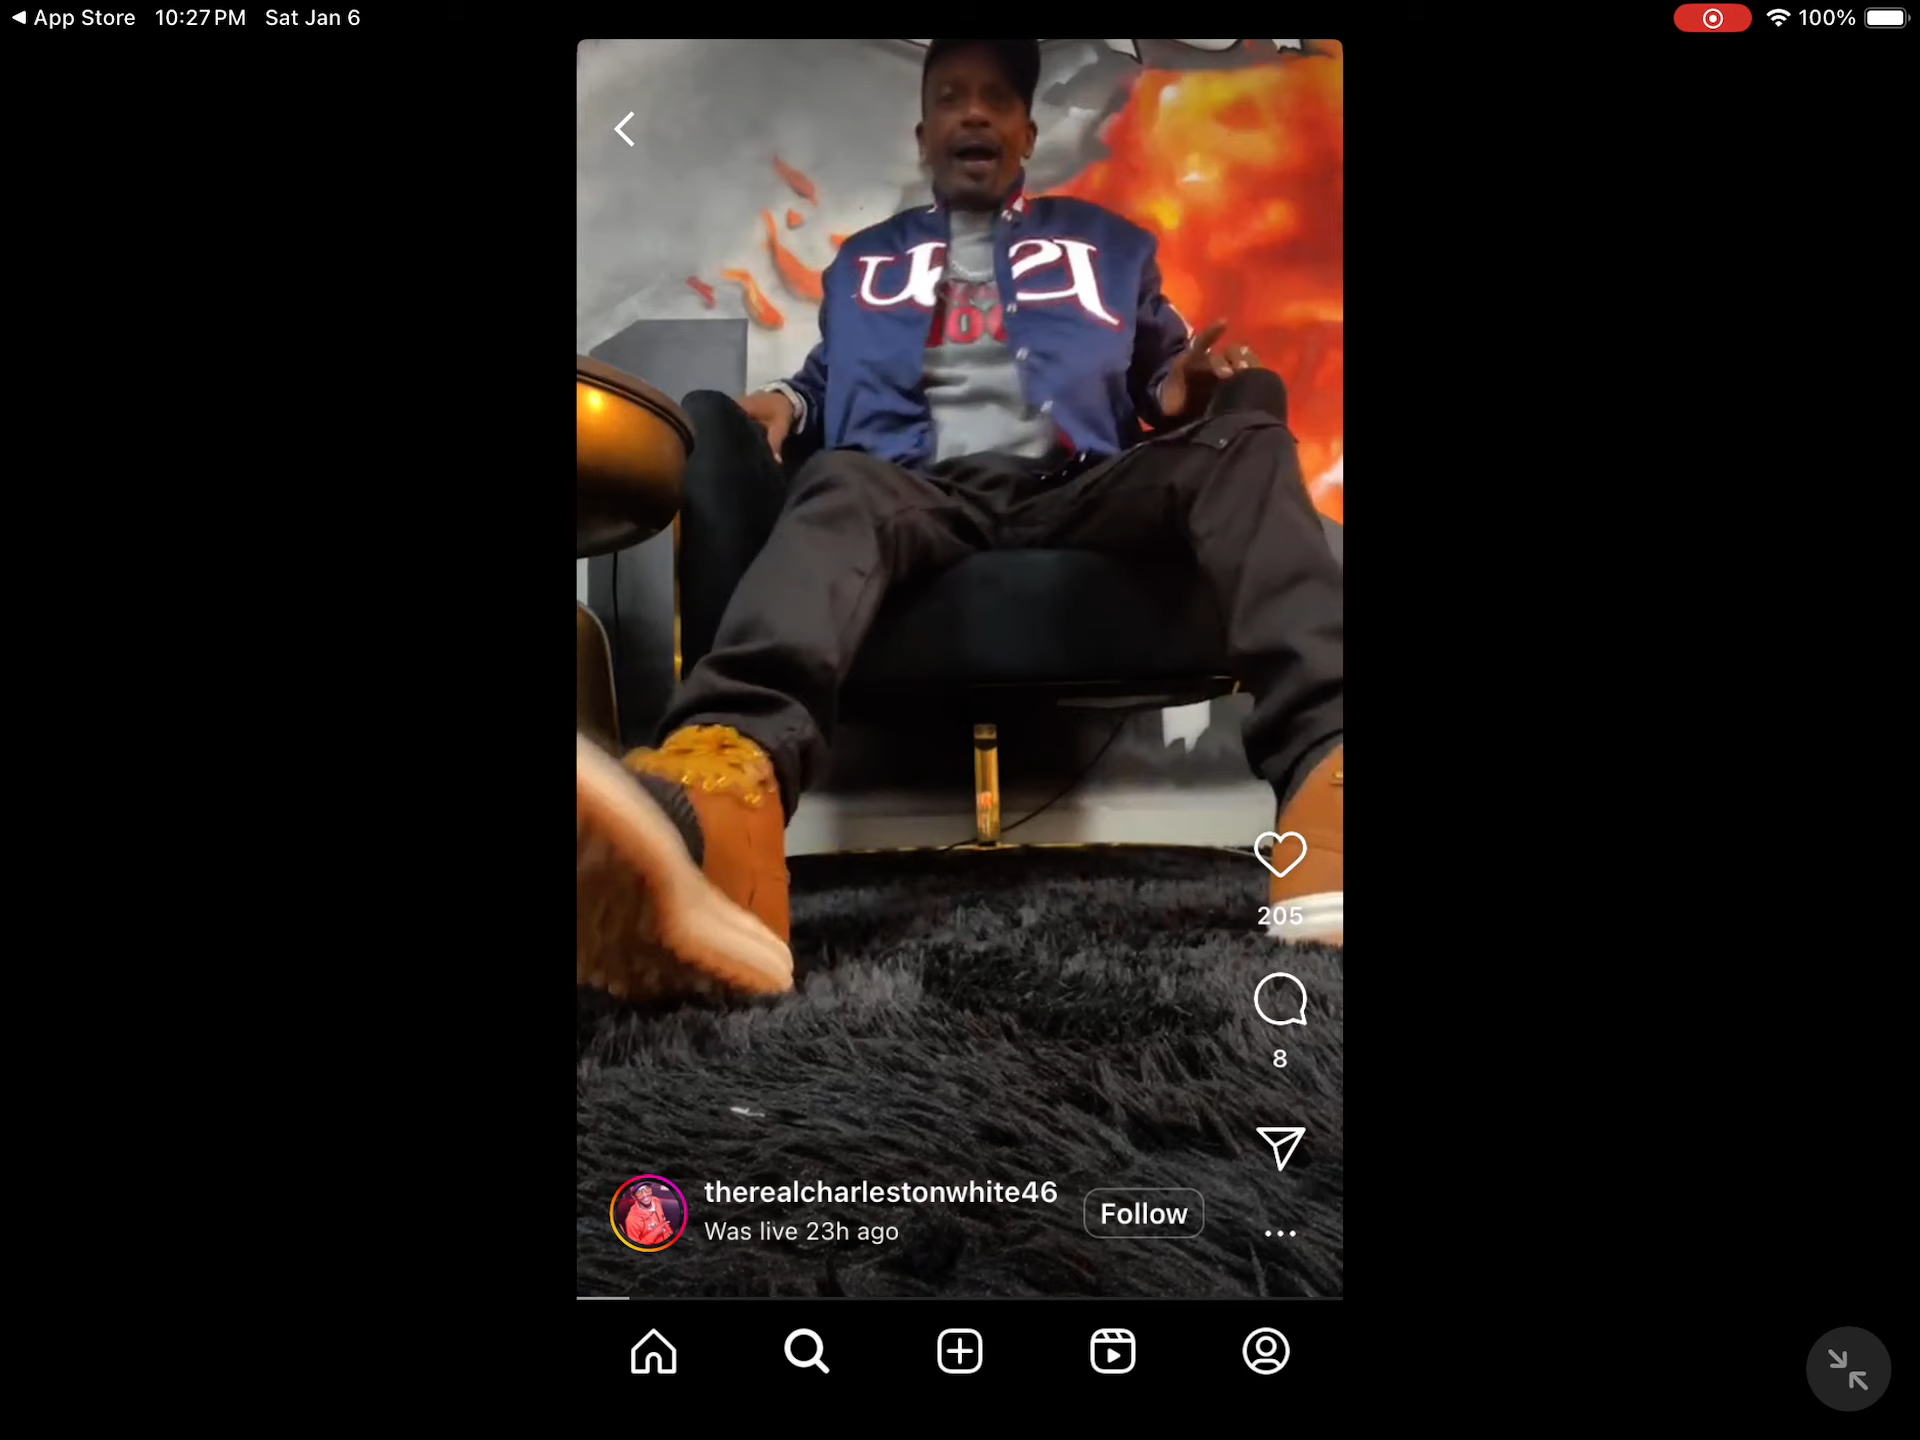 App Store 10:27 PM Sat Jan 6
100%
205
8
therealcharlestonwhite46
Was live 23h ago
Follow